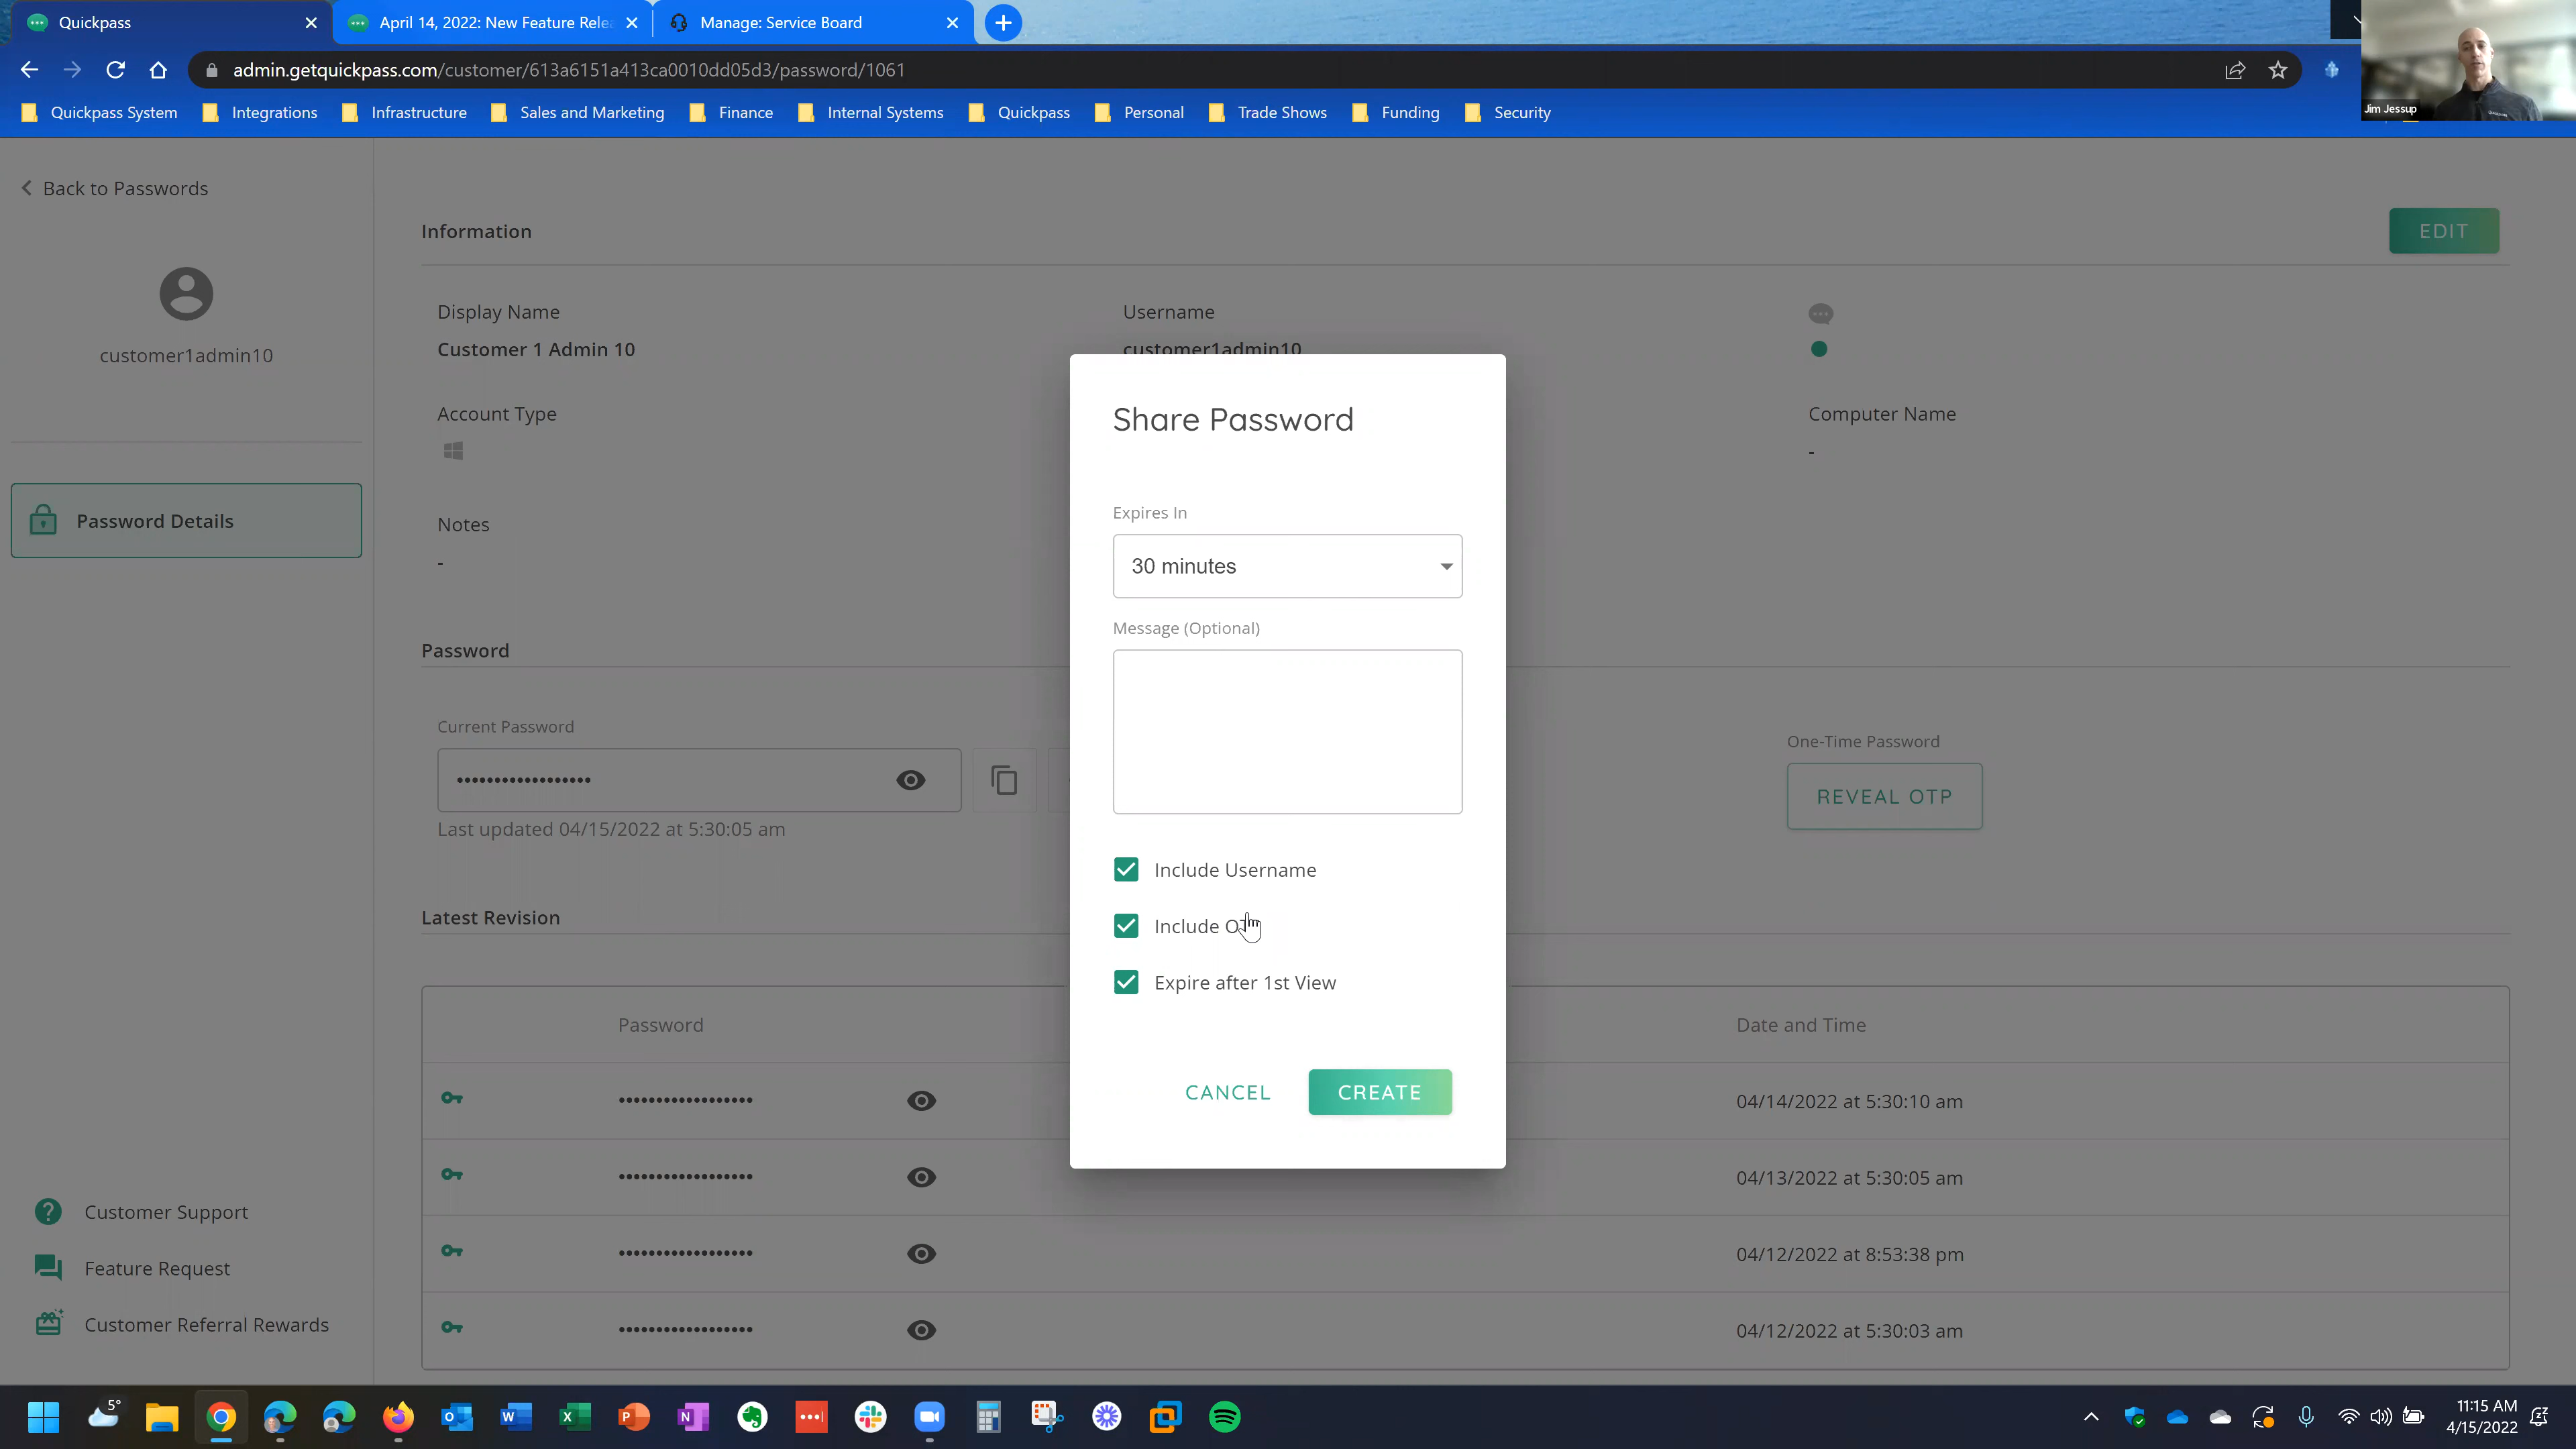 Quickpass
April 14, 2022: New Feature Relea
Manage: Service Board
admin.getquickpass.com/customer/613a6151a413ca0010dd05d3/password/1061
Quickpass System
Integrations
Infrastructure
Sales and Marketing
Finance
Internal Systems
Quickpass
Personal
Trade Shows
Funding
Security
Jim Jessup
Back to Passwords
customer1admin10
Password Details
Customer Support
Feature Request
Customer Referral Rewards
Information
EDIT
Display Name
Customer 1 Admin 10
Username
customer1admin10
Account Type
Computer Name
-
Notes
-
Password
Current Password
••••••••••••••••••
Last updated 04/15/2022 at 5:30:05 am
One-Time Password
REVEAL OTP
Latest Revision
Password
Date and Time
••••••••••••••••••
04/14/2022 at 5:30:10 am
••••••••••••••••••
04/13/2022 at 5:30:05 am
••••••••••••••••••
04/12/2022 at 8:53:38 pm
••••••••••••••••••
04/12/2022 at 5:30:03 am
Share Password
Expires In
30 minutes
Message (Optional)
Include Username
Include
Expire after 1st View
CANCEL
CREATE
5°
11:15 AM
4/15/2022